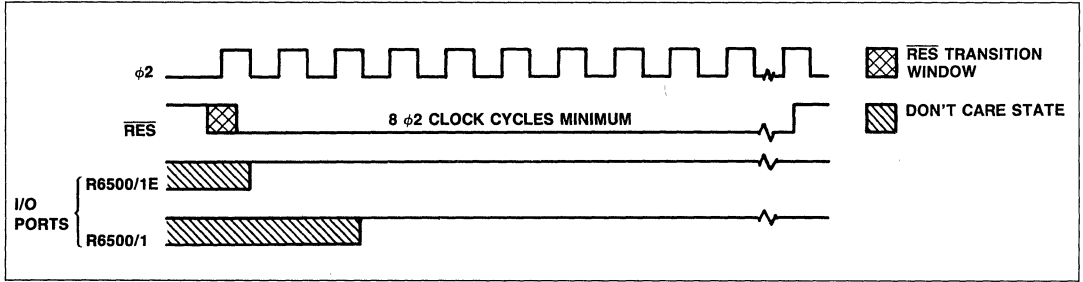 ϕ2
RES
8 ϕ2 CLOCK CYCLES MINIMUM
R6500/1E
I/O
PORTS
R6500/1
RES TRANSITION
WINDOW
DON'T CARE STATE